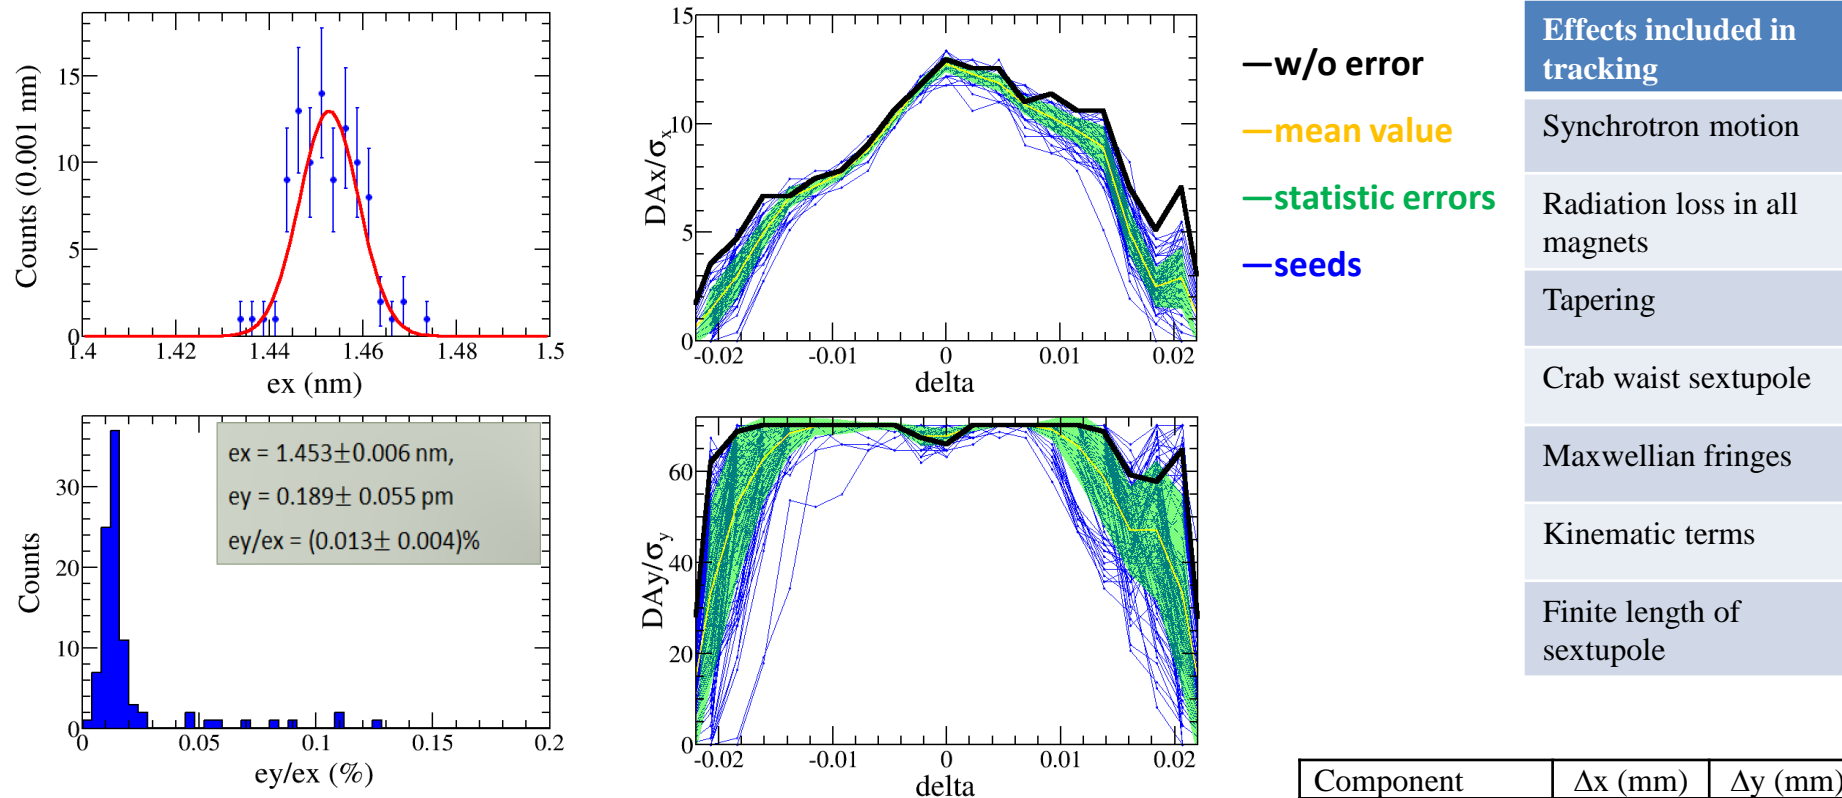 Counts (0.001 nm)
15
10
5
0
1.4
1.42
1.44
1.46
1.48
1.5
ex (nm)
Counts
30
20
10
0
ex = 1.453±0.006 nm,
ey = 0.189± 0.055 pm
ey/ex = (0.013± 0.004)%
0
0.05
0.1
0.15
0.2
ey/ex (%)
DAx/σx
15
10
5
0
-0.02
-0.01
0
0.01
0.02
delta
DAy/σy
60
40
20
0
-0.02
-0.01
0
0.01
0.02
delta
w/o error
mean value
statistic errors
seeds
Effects included in
tracking
Synchrotron motion
Radiation loss in all
magnets
Tapering
Crab waist sextupole
Maxwellian fringes
Kinematic terms
Finite length of
sextupole
Component
Δx (mm)
Δy (mm)